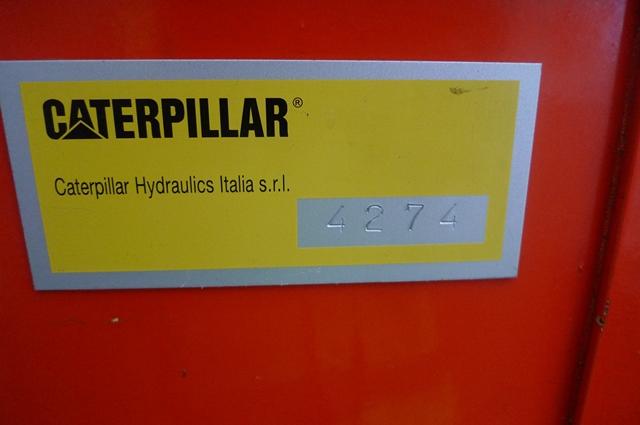 CATERPILLAR®
Caterpillar Hydraulics Italia s.r.l.
4274